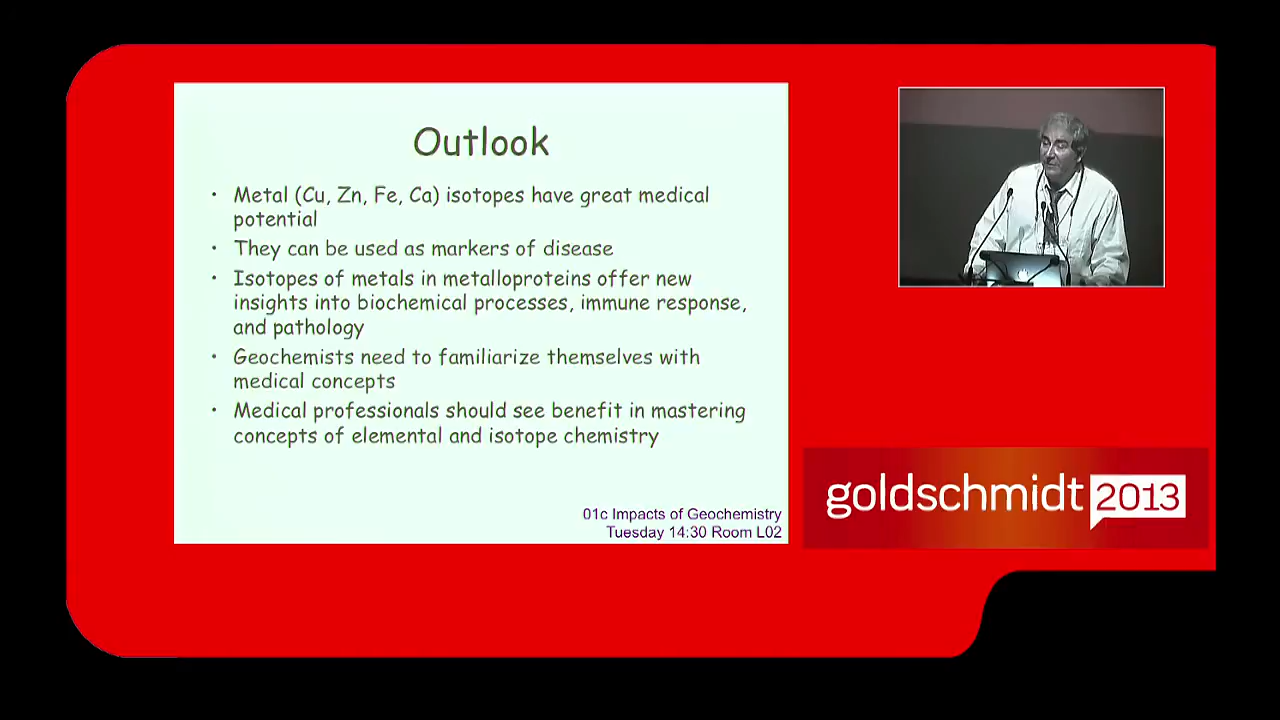 Outlook
• Metal (Cu, Zn, Fe, Ca) isotopes have great medical
potential
• They can be used as markers of disease
• Isotopes of metals in metalloproteins offer new
insights into biochemical processes, immune response,
and pathology
• Geochemists need to familiarize themselves with
medical concepts
• Medical professionals should see benefit in mastering
concepts of elemental and isotope chemistry
01c Impacts of Geochemistry
Tuesday 14:30 Room L02
goldschmidt 2013